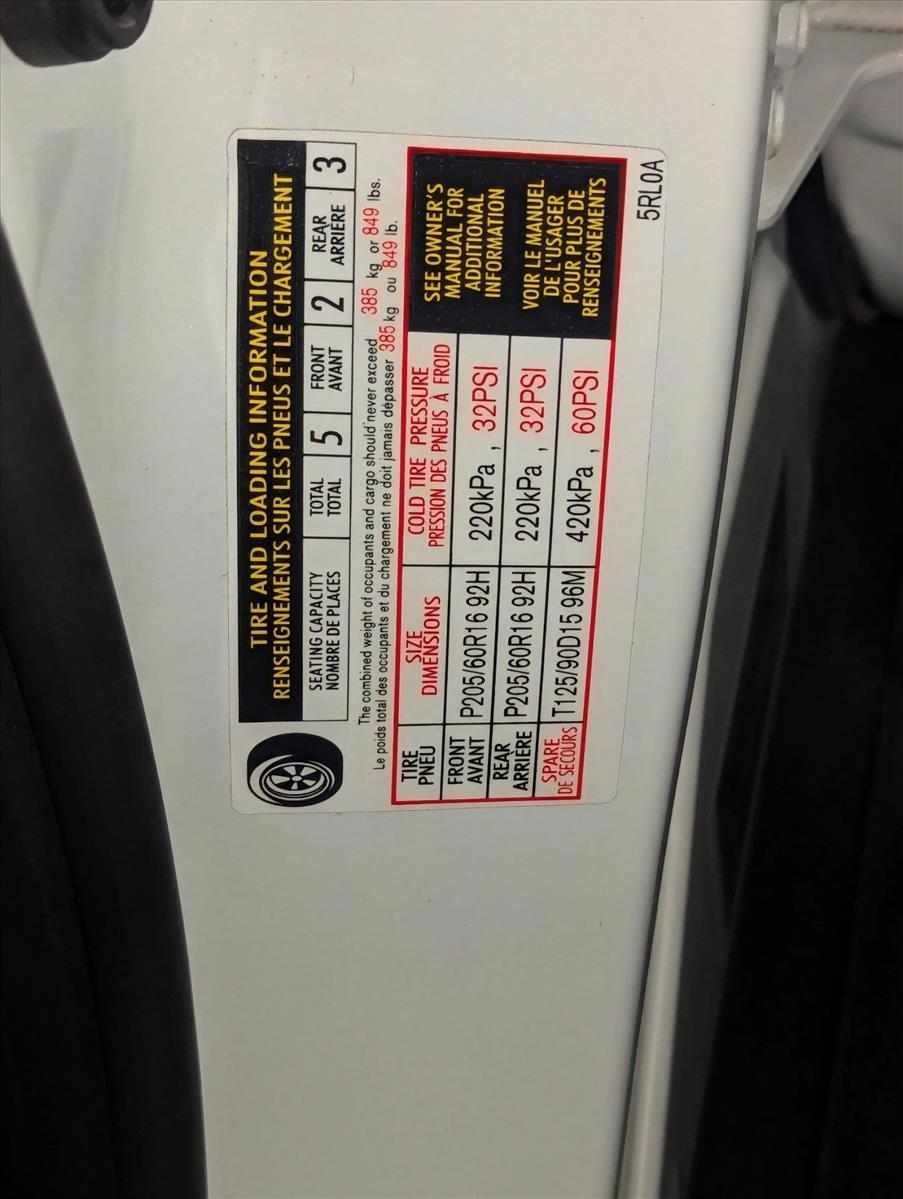 TIRE AND LOADING INFORMATION
RENSEIGNEMENTS SUR LES PNEUS ET LE CHARGEMENT
SEATING CAPACITY
NOMBRE DE PLACES
TOTAL
TOTAL
5
FRONT
AVANT
2
REAR
ARRIERE
3
The combined weight of occupants and cargo should never exceed 385 kg or 849 lbs.
Le poids total des occupants et du chargement ne doit jamais dépasser 385 kg ou 849 lb.
TIRE
PNEU
SIZE
DIMENSIONS
COLD TIRE PRESSURE
PRESSION DES PNEUS À FROID
FRONT
AVANT
P205/60R16 92H
220kPa , 32PSI
REAR
ARRIÈRE
P205/60R16 92H
220kPa , 32PSI
SPARE
DE SECOURS
T125/90D15 96M
420kPa , 60PSI
SEE OWNER'S
MANUAL FOR
ADDITIONAL
INFORMATION
VOIR LE MANUEL
DE L'USAGER
POUR PLUS DE
RENSEIGNEMENTS
5RL0A